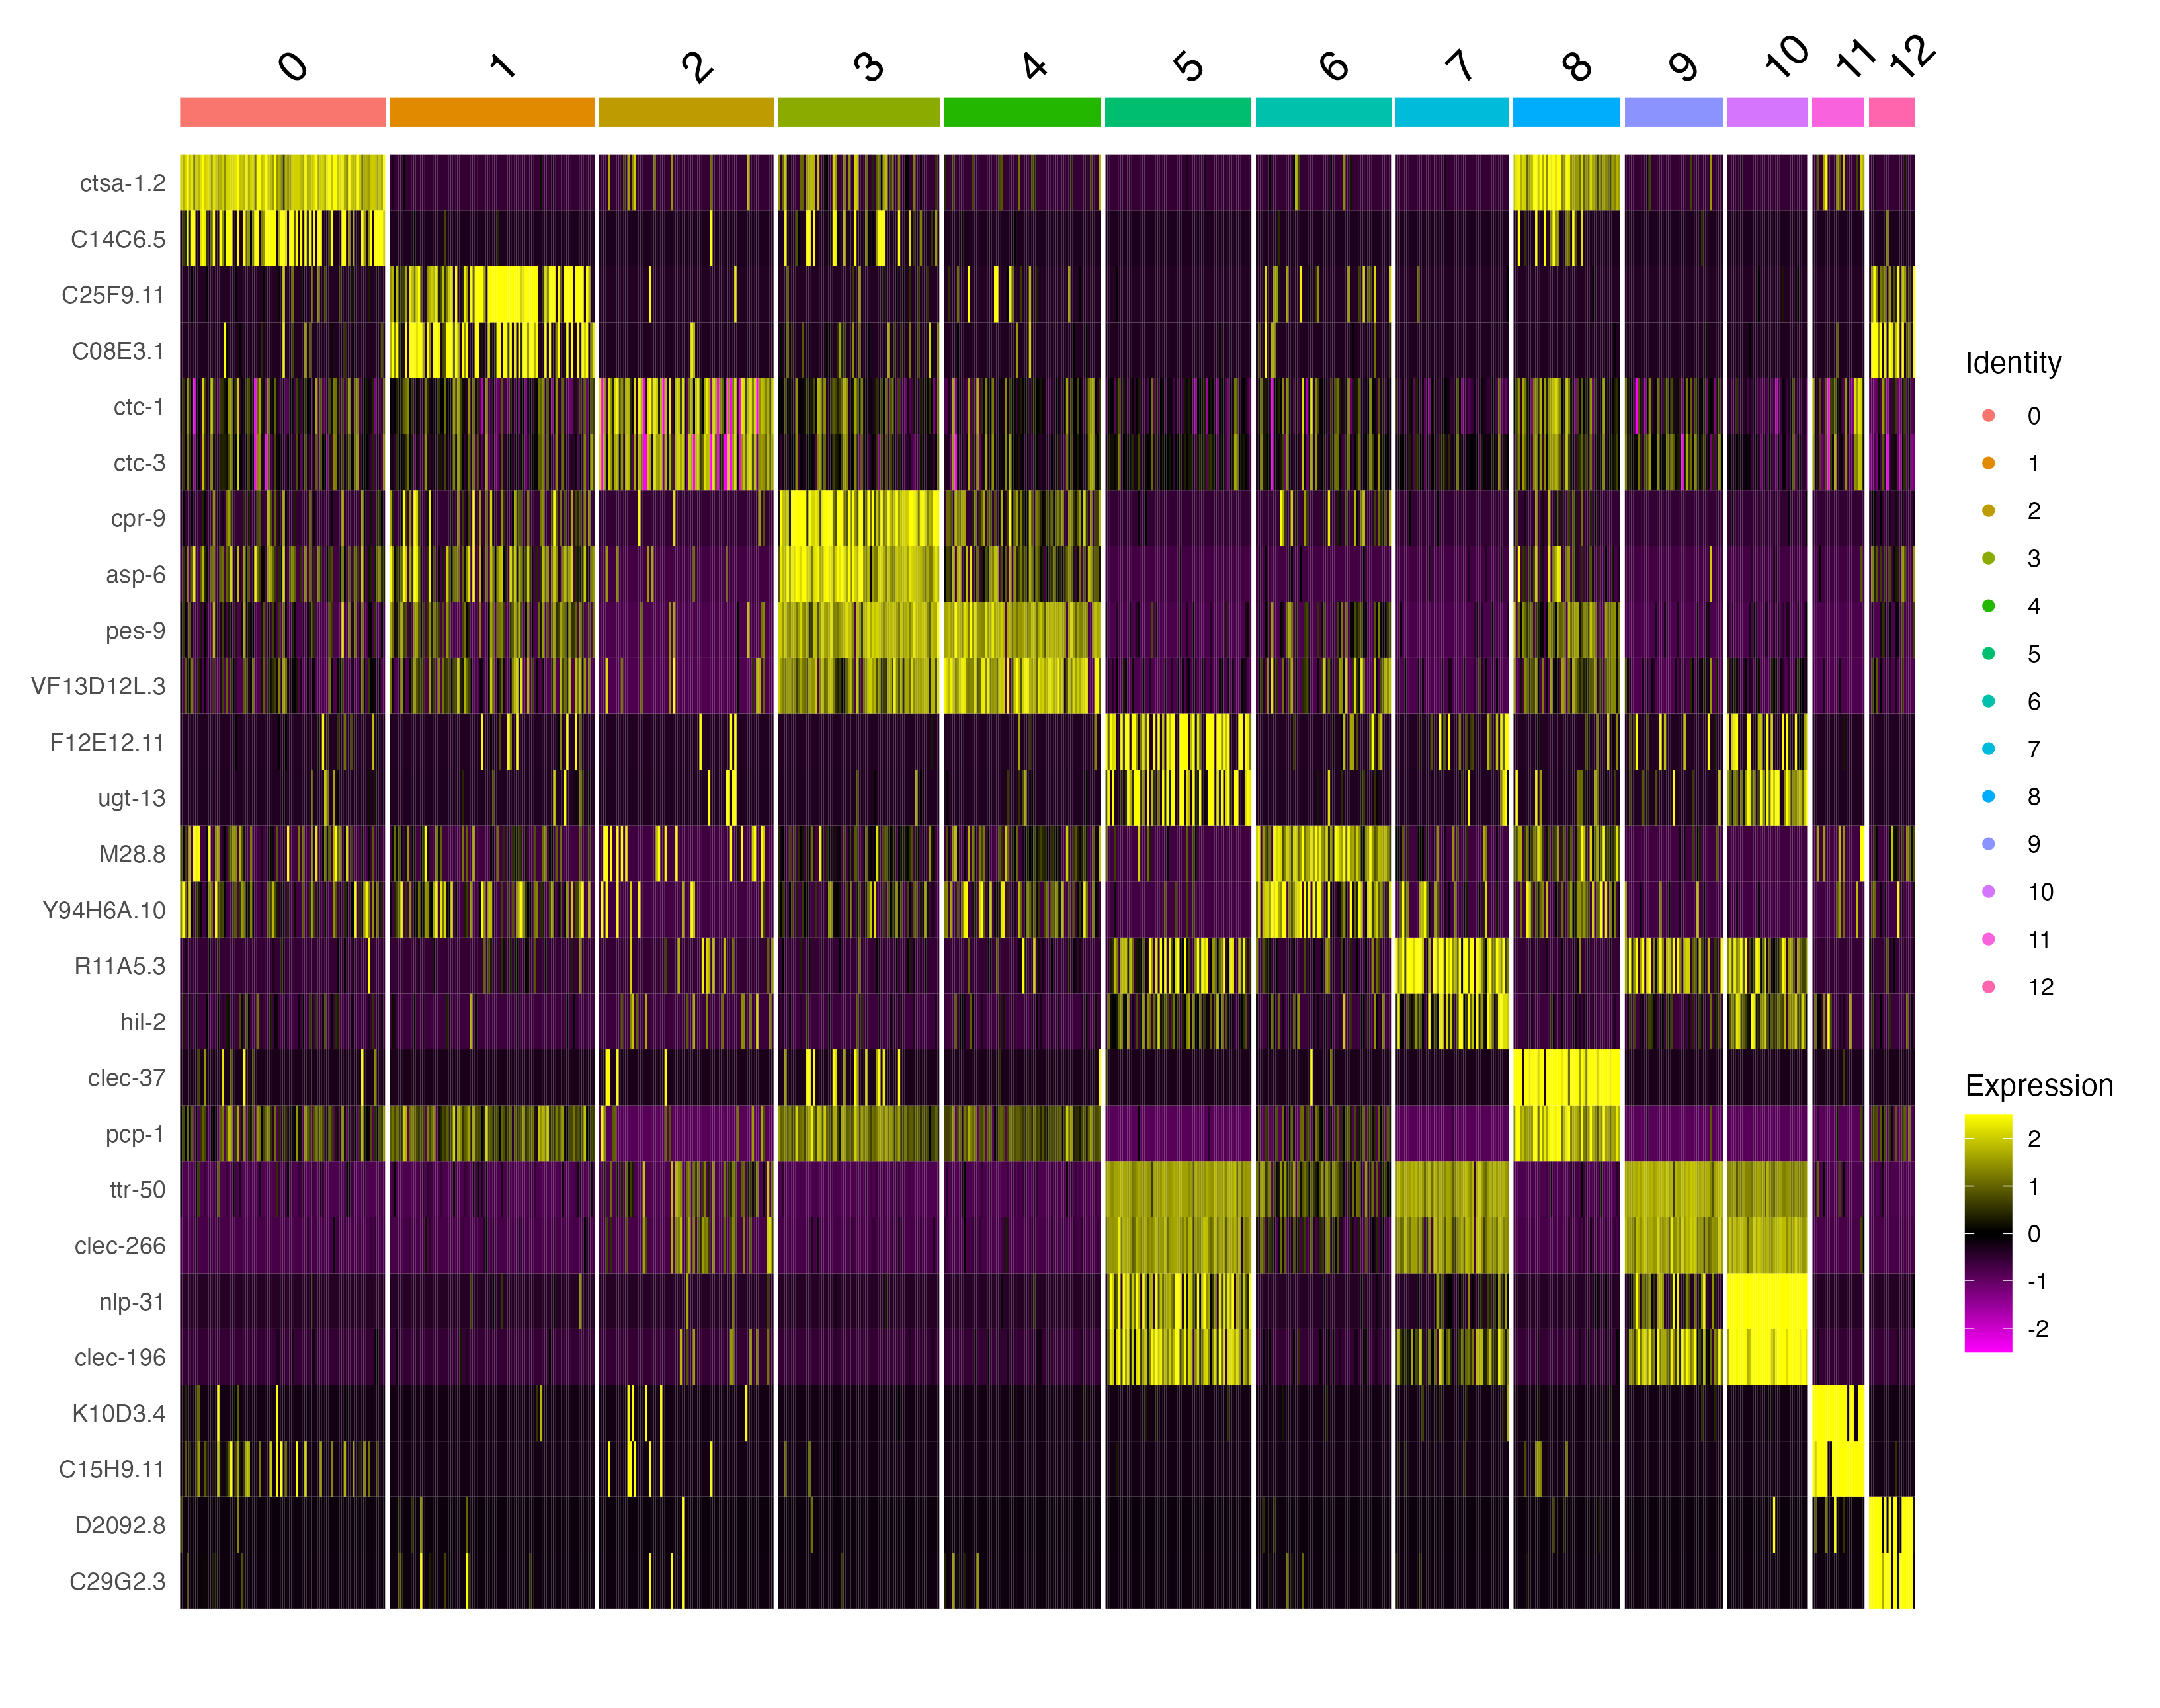 0 1 2 3 4 5 6 7 8 9 10 11 12
ctsa-1.2
C14C6.5
C25F9.11
C08E3.1
ctc-1
ctc-3
cpr-9
asp-6
pes-9
VF13D12L.3
F12E12.11
ugt-13
M28.8
Y94H6A.10
R11A5.3
hil-2
clec-37
pcp-1
ttr-50
clec-266
nlp-31
clec-196
K10D3.4
C15H9.11
D2092.8
C29G2.3
Identity
0
1
2
3
4
5
6
7
8
9
10
11
12
Expression
2
1
0
-1
-2